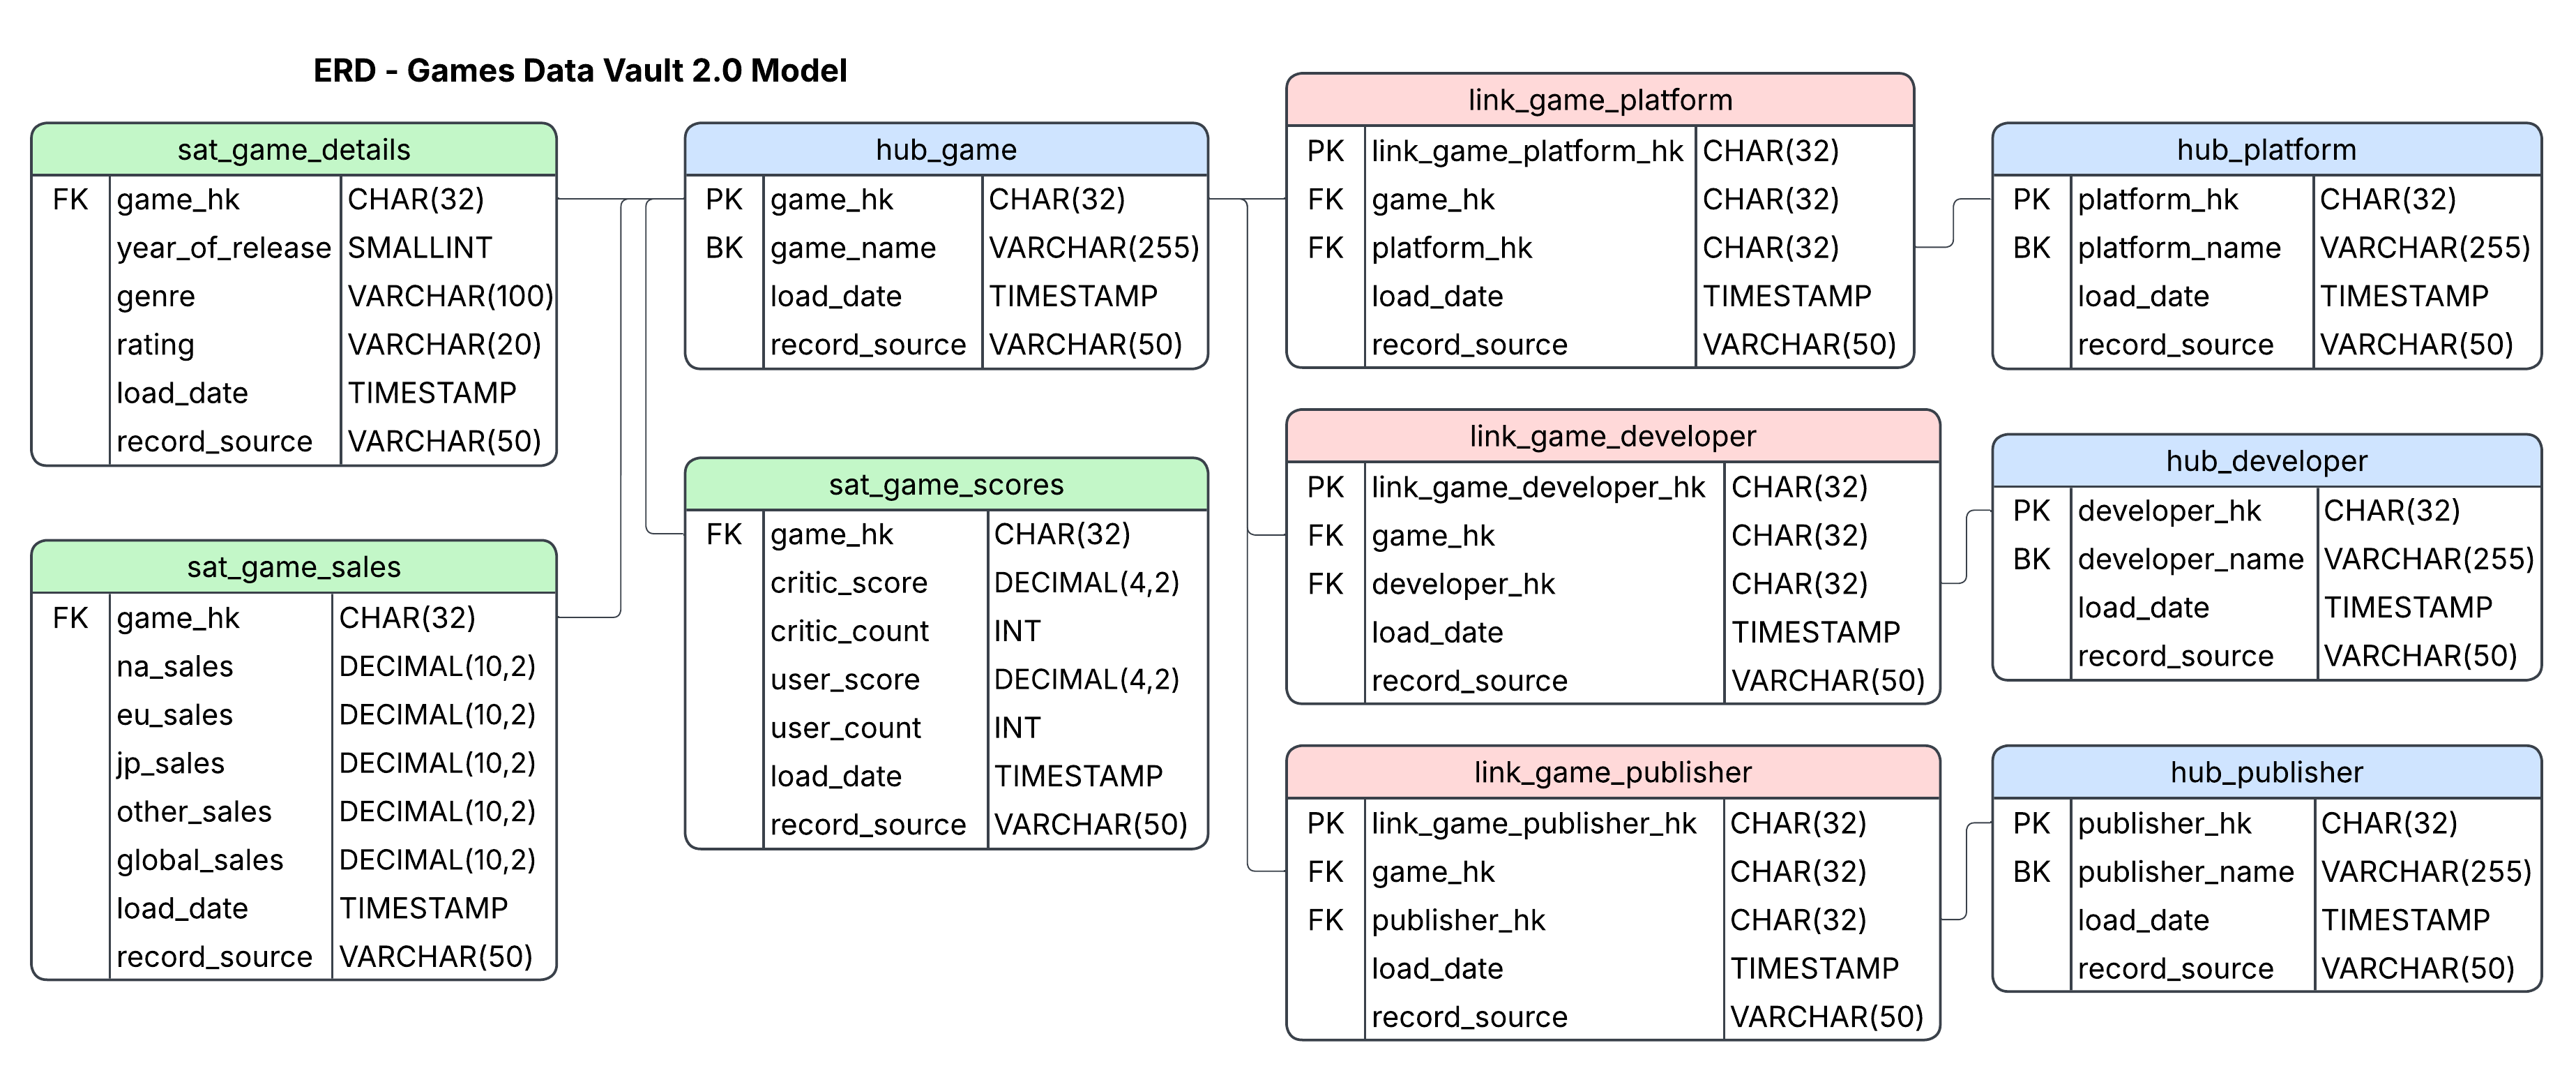 ERD - Games Data Vault 2.0 Model
sat_game_details
FK game_hk CHAR(32)
year_of_release SMALLINT
genre VARCHAR(100)
rating VARCHAR(20)
load_date TIMESTAMP
record_source VARCHAR(50)
sat_game_sales
FK game_hk CHAR(32)
na_sales DECIMAL(10,2)
eu_sales DECIMAL(10,2)
jp_sales DECIMAL(10,2)
other_sales DECIMAL(10,2)
global_sales DECIMAL(10,2)
load_date TIMESTAMP
record_source VARCHAR(50)
hub_game
PK game_hk CHAR(32)
BK game_name VARCHAR(255)
load_date TIMESTAMP
record_source VARCHAR(50)
sat_game_scores
FK game_hk CHAR(32)
critic_score DECIMAL(4,2)
critic_count INT
user_score DECIMAL(4,2)
user_count INT
load_date TIMESTAMP
record_source VARCHAR(50)
link_game_platform
PK link_game_platform_hk CHAR(32)
FK game_hk CHAR(32)
FK platform_hk CHAR(32)
load_date TIMESTAMP
record_source VARCHAR(50)
link_game_developer
PK link_game_developer_hk CHAR(32)
FK game_hk CHAR(32)
FK developer_hk CHAR(32)
load_date TIMESTAMP
record_source VARCHAR(50)
link_game_publisher
PK link_game_publisher_hk CHAR(32)
FK game_hk CHAR(32)
FK publisher_hk CHAR(32)
load_date TIMESTAMP
record_source VARCHAR(50)
hub_platform
PK platform_hk CHAR(32)
BK platform_name VARCHAR(255)
load_date TIMESTAMP
record_source VARCHAR(50)
hub_developer
PK developer_hk CHAR(32)
BK developer_name VARCHAR(255)
load_date TIMESTAMP
record_source VARCHAR(50)
hub_publisher
PK publisher_hk CHAR(32)
BK publisher_name VARCHAR(255)
load_date TIMESTAMP
record_source VARCHAR(50)